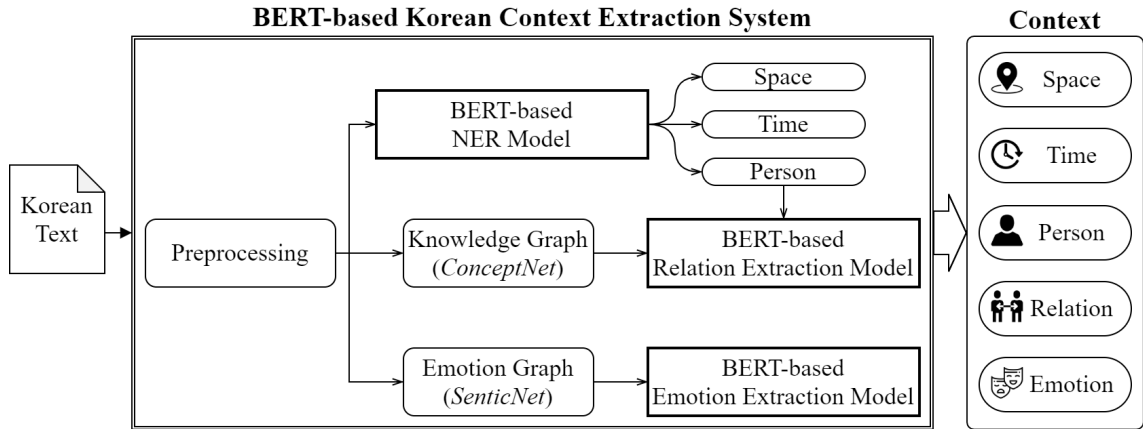 BERT-based Korean Context Extraction System
Context
Korean
Text
Preprocessing
BERT-based
NER Model
Space
Time
Person
Knowledge Graph
(ConceptNet)
BERT-based
Relation Extraction Model
Emotion Graph
(SenticNet)
BERT-based
Emotion Extraction Model
Space
Time
Person
Relation
Emotion